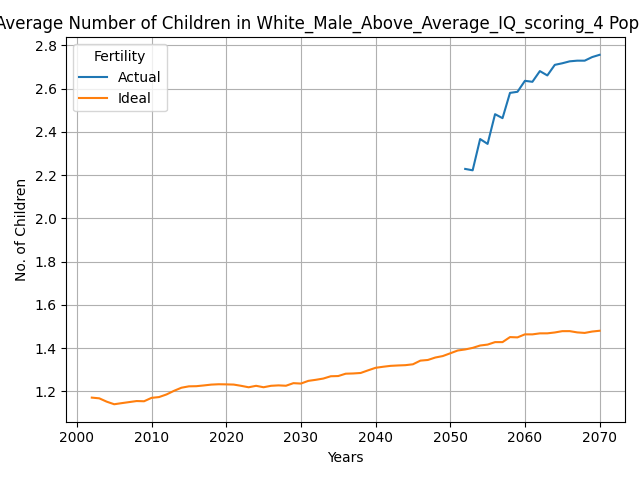 Average Number of Children in White_Male_Above_Average_IQ_scoring_4 Pop
Fertility
Actual
Ideal
No. of Children
2.8
2.6
2.4
2.2
2.0
1.8
1.6
1.4
1.2
2000 2010 2020 2030 2040 2050 2060 2070
Years